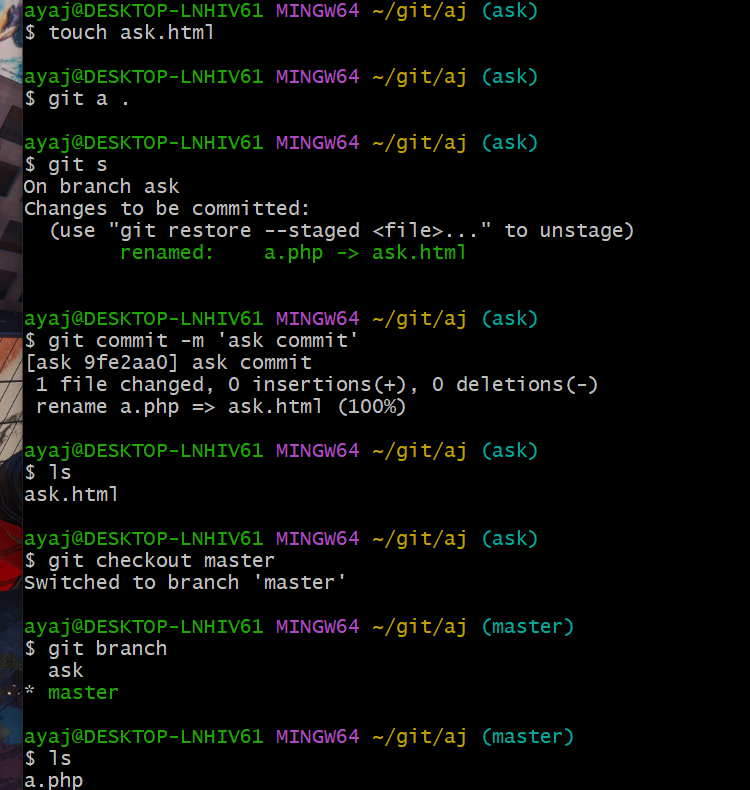 ayaj@DESKTOP-LNHIV61 MINGW64 ~/git/aj (ask)
$ touch ask.html
ayaj@DESKTOP-LNHIV61 MINGW64 ~/git/aj (ask)
$ git a .
ayaj@DESKTOP-LNHIV61 MINGW64 ~/git/aj (ask)
$ git s
On branch ask
Changes to be committed:
  (use "git restore --staged <file>..." to unstage)
        renamed:    a.php -> ask.html
ayaj@DESKTOP-LNHIV61 MINGW64 ~/git/aj (ask)
$ git commit -m 'ask commit'
[ask 9fe2aa0] ask commit
 1 file changed, 0 insertions(+), 0 deletions(-)
 rename a.php => ask.html (100%)
ayaj@DESKTOP-LNHIV61 MINGW64 ~/git/aj (ask)
$ ls
ask.html
ayaj@DESKTOP-LNHIV61 MINGW64 ~/git/aj (ask)
$ git checkout master
Switched to branch 'master'
ayaj@DESKTOP-LNHIV61 MINGW64 ~/git/aj (master)
$ git branch
  ask
* master
ayaj@DESKTOP-LNHIV61 MINGW64 ~/git/aj (master)
$ ls
a.php